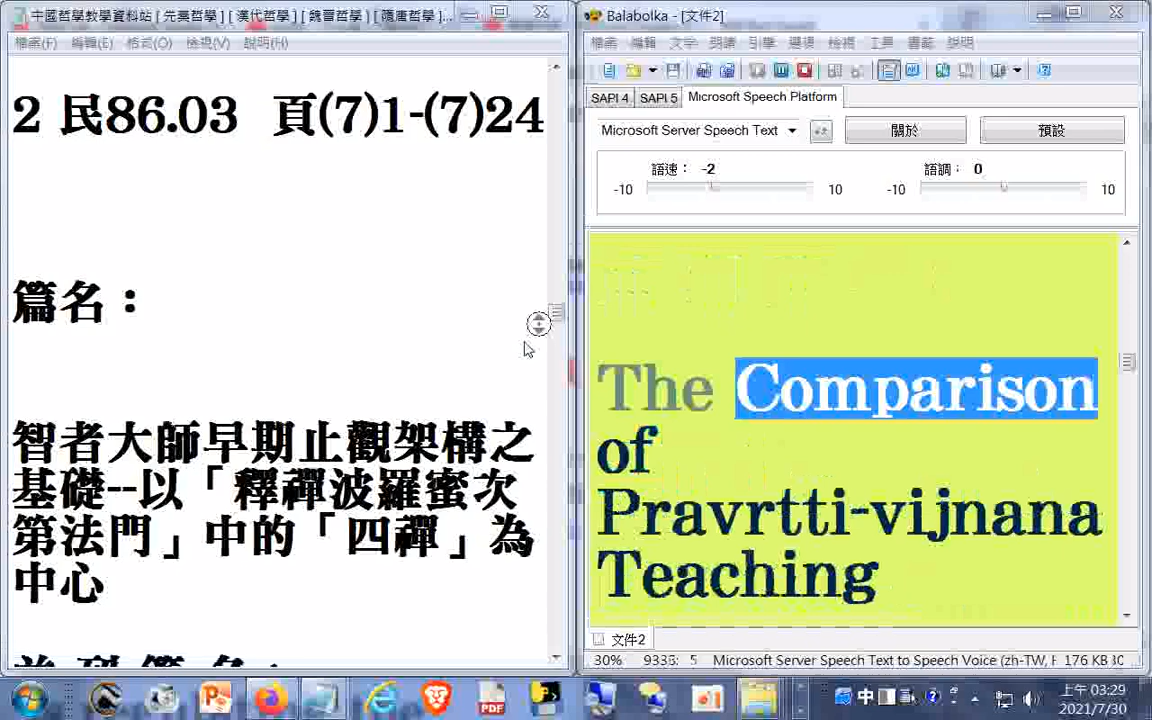 中國哲學教學資料站 [ 先秦哲學 ] [ 漢代哲學 ] [ 魏晉哲學 ] [ 隋唐哲學 ]...
檔案(F) 編輯(E) 格式(O) 檢視(V) 說明(H)
2 民86.03 頁(7)1-(7)24
篇名：
智者大師早期止觀架構之
基礎--以「釋禪波羅蜜次
第法門」中的「四禪」為
中心
Balabolka - [文件2]
檔案 編輯 文字 朗讀 引擎 選項 檢視 工具 書籤 說明
SAPI 4 SAPI 5 Microsoft Speech Platform
Microsoft Server Speech Text 關於 預設
語速： -2 語調： 0
-10 10 -10 10
The Comparison
of
Pravrtti-vijnana
Teaching
文件2
30% 9335: 5 Microsoft Server Speech Text to Speech Voice (zh-TW, 176 KB
中
上午 03:29
2021/7/30